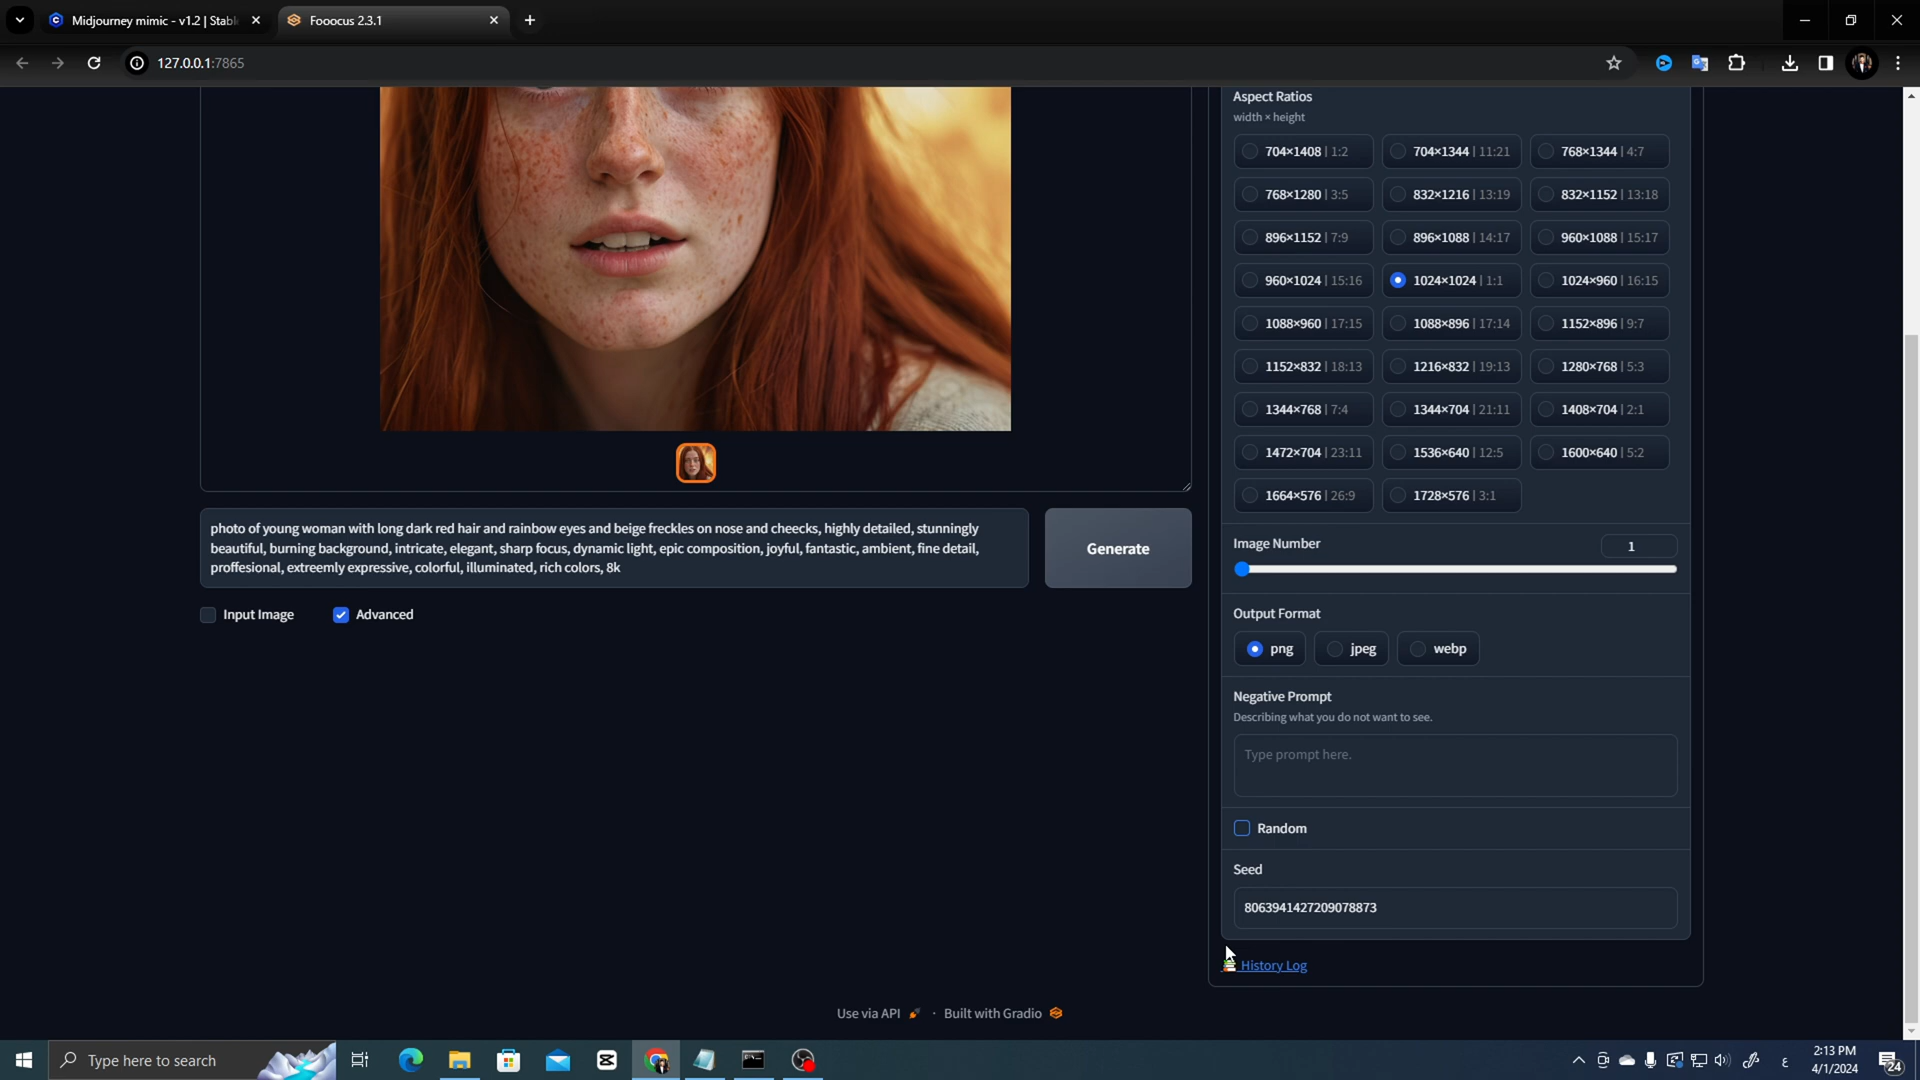 Midjourney mimic - v1.2 | Stabl
Fooocus 2.3.1
127.0.0.1:7865
Aspect Ratios
width × height
704×1408 | 1:2
704×1344 | 11:21
768×1344 | 4:7
768×1280 | 3:5
832×1216 | 13:19
832×1152 | 13:18
896×1152 | 7:9
896×1088 | 14:17
960×1088 | 15:17
960×1024 | 15:16
1024×1024 | 1:1
1024×960 | 16:15
1088×960 | 17:15
1088×896 | 17:14
1152×896 | 9:7
1152×832 | 18:13
1216×832 | 19:13
1280×768 | 5:3
1344×768 | 7:4
1344×704 | 21:11
1408×704 | 2:1
1472×704 | 23:11
1536×640 | 12:5
1600×640 | 5:2
1664×576 | 26:9
1728×576 | 3:1
photo of young woman with long dark red hair and rainbow eyes and beige freckles on nose and cheecks, highly detailed, stunningly
beautiful, burning background, intricate, elegant, sharp focus, dynamic light, epic composition, joyful, fantastic, ambient, fine detail,
proffesional, extreemly expressive, colorful, illuminated, rich colors, 8k
Generate
Input Image
Advanced
Image Number
1
Output Format
png
jpeg
webp
Negative Prompt
Describing what you do not want to see.
Type prompt here.
Random
Seed
8063941427209078873
History Log
Use via API · Built with Gradio
Type here to search
ع
2:13 PM
4/1/2024
24